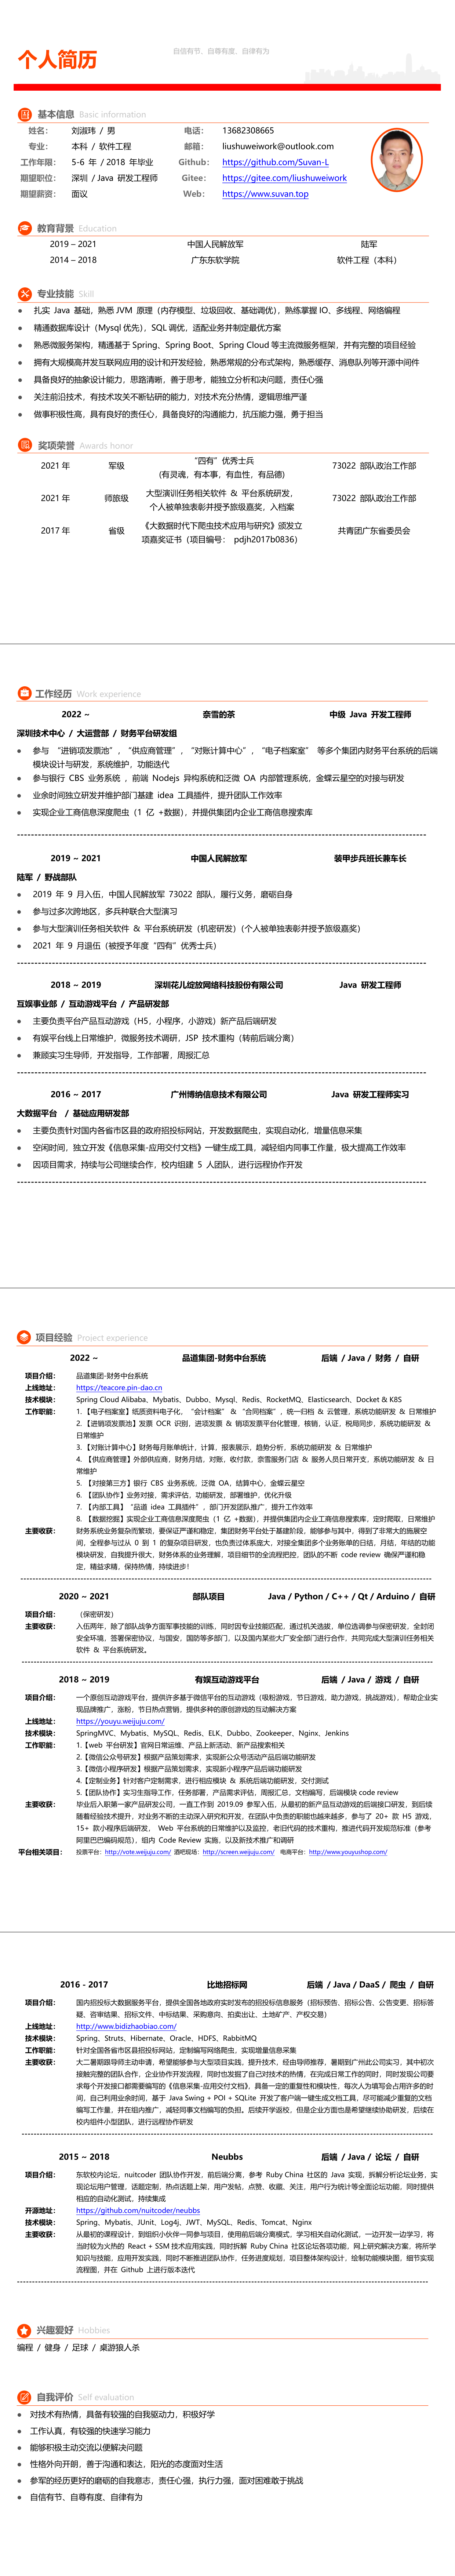 个人简历
自信有节，自尊有度，自律有为
基本信息 Basic information
姓名： 刘淑玮 / 男 电话： 13682308665
专业： 本科 / 软件工程 邮箱： liushuweiwork@outlook.com
工作年限： 5-6 年 / 2018 年毕业 Github： https://github.com/Suvan-L
期望职位： 深圳 / Java 研发工程师 Gitee： https://gitee.com/liushuweiwork
期望薪资： 面议 Web： https://www.suvan.top
教育背景 Education
2019 – 2021 中国人民解放军 陆军
2014 – 2018 广东东软学院 软件工程（本科）
专业技能 Skill
● 扎实 Java 基础，熟悉 JVM 原理（内存模型、垃圾回收、基础调优），熟练掌握 IO、多线程、网络编程
● 精通数据库设计（Mysql 优先），SQL 调优，适配业务并制定最优方案
● 熟悉微服务架构，精通基于 Spring、Spring Boot、Spring Cloud 等主流微服务框架，并有完整的项目经验
● 拥有大规模高并发互联网应用的设计和开发经验，熟悉常规的分布式架构，熟悉缓存、消息队列等开源中间件
● 具备良好的抽象设计能力，思路清晰，善于思考，能独立分析和决问题，责任心强
● 关注前沿技术，有技术攻关不断钻研的能力，对技术充分热情，逻辑思维严谨
● 做事积极性高，具有良好的责任心，具备良好的沟通能力，抗压能力强，勇于担当
奖项荣誉 Awards honor
2021 年 军级 “四有”优秀士兵 73022 部队政治工作部
（有灵魂，有本事，有血性，有品德）
2021 年 师旅级 大型演训任务相关软件 & 平台系统研发， 73022 部队政治工作部
个人被单独表彰并授予旅级嘉奖，入档案
2017 年 省级 《大数据时代下爬虫技术应用与研究》颁发立 共青团广东省委员会
项嘉奖证书（项目编号： pdjh2017b0836）
工作经历 Work experience
2022 ~ 奈雪的茶 中级 Java 开发工程师
深圳技术中心 / 大运营部 / 财务平台研发组
● 参与 “进销项发票池”，“供应商管理”，“对账计算中心”，“电子档案室” 等多个集团内财务平台系统的后端
模块设计与研发，系统维护，功能迭代
● 参与银行 CBS 业务系统 ，前端 Nodejs 异构系统和泛微 OA 内部管理系统，金蝶云星空的对接与研发
● 业余时间独立研发并维护部门基建 idea 工具插件，提升团队工作效率
● 实现企业工商信息深度爬虫（1 亿 +数据），并提供集团内企业工商信息搜索库
2019 ~ 2021 中国人民解放军 装甲步兵班长兼车长
陆军 / 野战部队
● 2019 年 9 月入伍，中国人民解放军 73022 部队，履行义务，磨砺自身
● 参与过多次跨地区，多兵种联合大型演习
● 参与大型演训任务相关软件 & 平台系统研发（机密研发）（个人被单独表彰并授予旅级嘉奖）
● 2021 年 9 月退伍（被授予年度“四有”优秀士兵）
2018 ~ 2019 深圳花儿绽放网络科技股份有限公司 Java 研发工程师
互娱事业部 / 互动游戏平台 / 产品研发部
● 主要负责平台产品互动游戏（H5，小程序，小游戏）新产品后端研发
● 有娱平台线上日常维护，微服务技术调研，JSP 技术重构（转前后端分离）
● 兼顾实习生导师，开发指导，工作部署，周报汇总
2016 ~ 2017 广州博纳信息技术有限公司 Java 研发工程师实习
大数据平台 / 基础应用研发部
● 主要负责针对国内各省市区县的政府招投标网站，开发数据爬虫，实现自动化，增量信息采集
● 空闲时间，独立开发《信息采集-应用交付文档》一键生成工具，减轻组内同事工作量，极大提高工作效率
● 因项目需求，持续与公司继续合作，校内组建 5 人团队，进行远程协作开发
项目经验 Project experience
2022 ~ 品道集团-财务中台系统 后端 / Java / 财务 / 自研
项目介绍： 品道集团-财务中台系统
上线地址： https://teacore.pin-dao.cn
技术模块： Spring Cloud Alibaba、Mybatis、Dubbo、Mysql、Redis、RocketMQ、Elasticsearch、Docket & K8S
工作职能： 1. 【电子档案室】纸质资料电子化，“会计档案” & “合同档案”，统一归档 & 云管理，系统功能研发 & 日常维护
2. 【进销项发票池】发票 OCR 识别，进项发票 & 销项发票平台化管理，核销，认证，税局同步，系统功能研发 &
日常维护
3. 【对账计算中心】财务每月账单统计，计算，报表展示，趋势分析，系统功能研发 & 日常维护
4. 【供应商管理】外部供应商，财务月结，对账，收付款，奈雪服务门店 & 服务人员日常开支，系统功能研发 & 日
常维护
5. 【对接第三方】银行 CBS 业务系统，泛微 OA，结算中心，金蝶云星空
6. 【团队协作】业务对接，需求评估，功能研发，部署维护，优化升级
7. 【内部工具】“品道 idea 工具插件”，部门开发团队推广，提升工作效率
8. 【数据挖掘】实现企业工商信息深度爬虫（1 亿 +数据），并提供集团内企业工商信息搜索库，定时爬取，日常维护
主要收获： 财务系统业务复杂而繁琐，要保证严谨和稳定，集团财务平台处于基建阶段，能够参与其中，得到了非常大的施展空
间，全程参与过从 0 到 1 的复杂项目研发，也负责过体系庞大，对接全集团多个业务账单的日结，月结，年结的功能
模块研发，自我提升很大，财务体系的业务理解，项目细节的全流程把控，团队的不断 code review 确保严谨和稳
定，精益求精，保持热情，持续进步！
2020 ~ 2021 部队项目 Java / Python / C++ / Qt / Arduino / 自研
项目介绍： （保密研发）
主要收获： 入伍两年，除了部队战争方面军事技能的训练，同时因专业技能匹配，通过机关选拔，单位选调参与保密研发，全封闭
安全环境，签署保密协议，与国安，国防等多部门，以及国内某些大厂安全部门进行合作，共同完成大型演训任务相关
软件 & 平台系统研发。
2018 ~ 2019 有娱互动游戏平台 后端 / Java / 游戏 / 自研
项目介绍： 一个原创互动游戏平台，提供许多基于微信平台的互动游戏（吸粉游戏，节日游戏，助力游戏，挑战游戏），帮助企业实
现品牌推广，涨粉，节日热点营销，提供多种的原创游戏的互动解决方案
上线地址： https://youyu.weijuju.com/
技术模块： SpringMVC、Mybatis、MySQL、Redis、ELK、Dubbo、Zookeeper、Nginx、Jenkins
工作职能： 1.【web 平台研发】官网日常运维、产品上新活动、新产品搜索相关
2.【微信公众号研发】根据产品策划需求，实现新公众号活动产品后端功能研发
3.【微信小程序研发】根据产品策划需求，实现新小程序产品后端功能研发
4.【定制业务】针对客户定制需求，进行相应模块 & 系统后端功能研发，交付测试
5.【团队协作】实习生指导工作，任务部署，产品需求评估，周报汇总，文档编写，后端模块 code review
主要收获： 毕业后入职第一家产品研发公司，一直工作到 2019.09 参军入伍，从最初的新产品互动游戏的后端接口研发，到后续
随着经验技术提升，对业务不断的主动深入研究和开发，在团队中负责的职能也越来越多，参与了 20+ 款 H5 游戏，
15+ 款小程序后端研发， Web 平台系统的日常维护以及监控，老旧代码的技术重构，推进代码开发规范标准（参考
阿里巴巴编码规范），组内 Code Review 实施，以及新技术推广和调研
平台相关项目： 投票平台：http://vote.weijuju.com/ 酒吧现场：http://screen.weijuju.com/ 电商平台：http://www.youyushop.com/
2016 - 2017 比地招标网 后端 / Java / DaaS / 爬虫 / 自研
项目介绍： 国内招投标大数据服务平台，提供全国各地政府实时发布的招投标信息服务（招标预告、招标公告、公告变更、招标答
疑、咨审结果、招标文件、中标结果、采购意向、拍卖出让、土地矿产、产权交易）
上线地址： http://www.bidizhaobiao.com/
技术模块： Spring、Struts、Hibernate、Oracle、HDFS、RabbitMQ
工作职能： 针对全国各省市区县招投标网站，定制编写网络爬虫，实现增量信息采集
主要收获： 大二暑期跟导师主动申请，希望能够参与大型项目实践，提升技术，经由导师推荐，暑期到广州此公司实习，其中初次
接触完整的团队合作，企业协作开发流程，同时也发掘了自己对技术的热情，在完成日常工作的同时，同时发现公司要
求每个开发接口都需要编写的《信息采集-应用交付文档》，具备一定的重复性和模块性，每次人为填写会占用许多的时
间，自己利用业余时间，基于 Java Swing + POI + SQLite 开发了客户端一键生成文档工具，尽可能减少重复的文档
编写工作量，并在组内推广，减轻同事文档编写的负担。后续开学返校，但是企业方面也是希望继续协助研发，后续在
校内组件小型团队，进行远程协作研发
2015 ~ 2018 Neubbs 后端 / Java / 论坛 / 自研
项目介绍： 东软校内论坛，nuitcoder 团队协作开发，前后端分离，参考 Ruby China 社区的 Java 实现，拆解分析论坛业务，实
现论坛用户管理，话题定制，热点话题上架，用户发帖，点赞、收藏、关注，用户行为统计等全面论坛功能，同时提供
相应的自动化测试，持续集成
开源地址： https://github.com/nuitcoder/neubbs
技术模块： Spring、Mybatis、JUnit、Log4j、JWT、MySQL、Redis、Tomcat、Nginx
主要收获： 从最初的课程设计，到组织小伙伴一同参与项目，使用前后端分离模式，学习相关自动化测试，一边开发一边学习，将
当时较为火热的 React + SSM 技术应用实践，同时拆解 Ruby China 社区论坛各项功能，网上研究解决方案，将所学
知识与技能，应用开发实践，同时不断推进团队协作，任务进度规划，项目整体架构设计，绘制功能模块图，细节实现
流程图，并在 Github 上进行版本迭代
兴趣爱好 Hobbies
编程 / 健身 / 足球 / 桌游狼人杀
自我评价 Self evaluation
● 对技术有热情，具备有较强的自我驱动力，积极好学
● 工作认真，有较强的快速学习能力
● 能够积极主动交流以便解决问题
● 性格外向开朗，善于沟通和表达，阳光的态度面对生活
● 参军的经历更好的磨砺的自我意志，责任心强，执行力强，面对困难敢于挑战
● 自信有节、自尊有度、自律有为